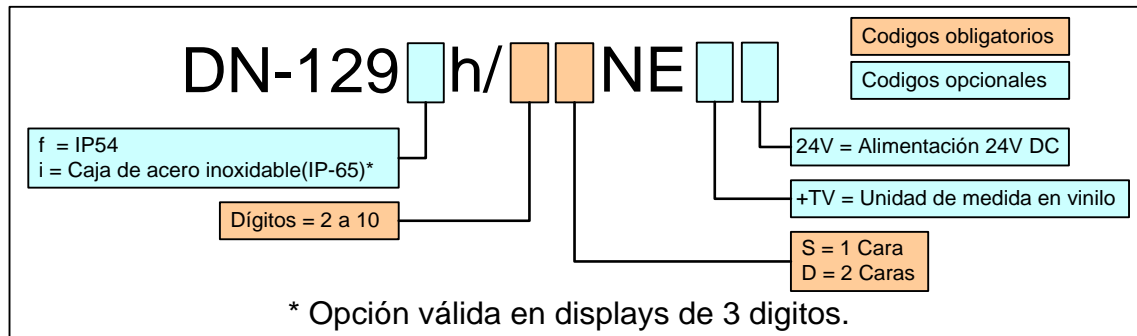 DN-129 h/ NE
Codigos obligatorios
Codigos opcionales
f = IP54
i = Caja de acero inoxidable(IP-65)*
24V = Alimentación 24V DC
Dígitos = 2 a 10
+TV = Unidad de medida en vinilo
S = 1 Cara
D = 2 Caras
* Opción válida en displays de 3 digitos.